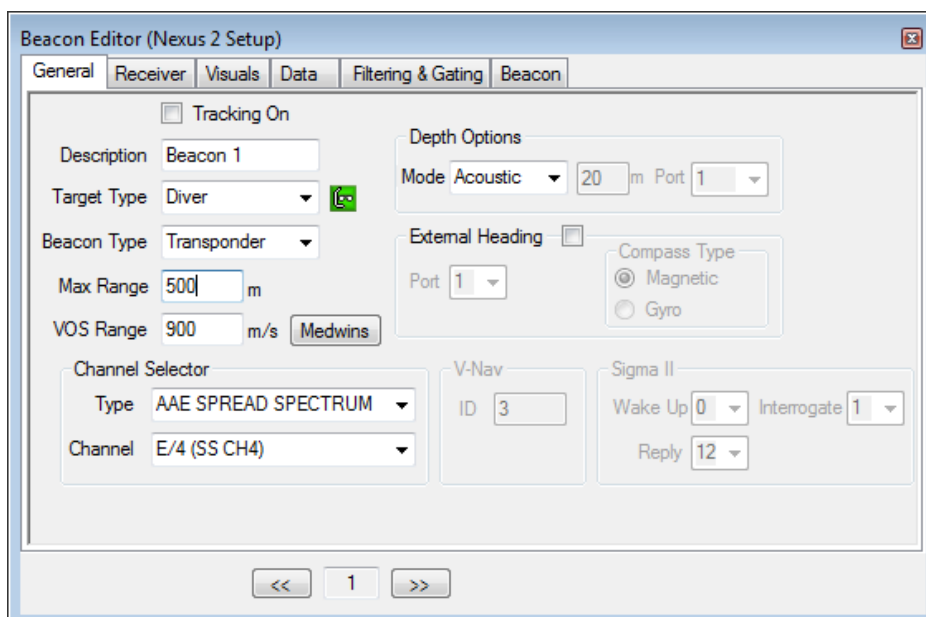 Beacon Editor (Nexus 2 Setup)
General Receiver Visuals Data Filtering & Gating Beacon
Tracking On
Description Beacon 1
Target Type Diver
Beacon Type Transponder
Max Range 500 m
VOS Range 900 m/s Medwins
Depth Options
Mode Acoustic 20 m Port 1
External Heading
Port 1
Compass Type
Magnetic
Gyro
Channel Selector
Type AAE SPREAD SPECTRUM
Channel E/4 (SS CH4)
V-Nav
ID 3
Sigma II
Wake Up 0 Interrogate 1
Reply 12
<< 1 >>